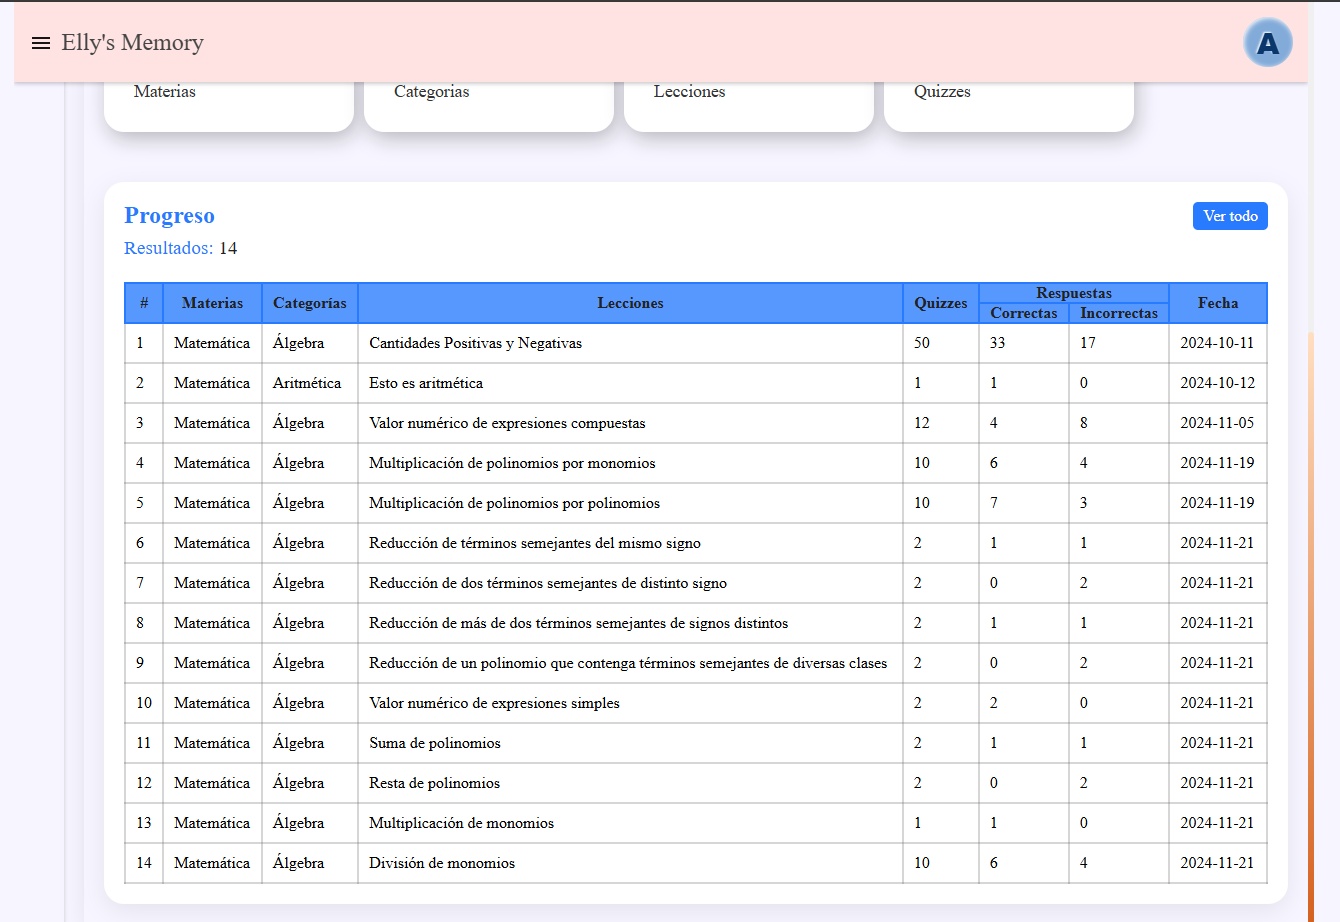 Elly's Memory
A
Materias Categorias Lecciones Quizzes
Progreso
Ver todo
Resultados: 14
# Materias Categorías Lecciones Quizzes Respuestas Fecha
Correctas Incorrectas
1 Matemática Álgebra Cantidades Positivas y Negativas 50 33 17 2024-10-11
2 Matemática Aritmética Esto es aritmética 1 1 0 2024-10-12
3 Matemática Álgebra Valor numérico de expresiones compuestas 12 4 8 2024-11-05
4 Matemática Álgebra Multiplicación de polinomios por monomios 10 6 4 2024-11-19
5 Matemática Álgebra Multiplicación de polinomios por polinomios 10 7 3 2024-11-19
6 Matemática Álgebra Reducción de términos semejantes del mismo signo 2 1 1 2024-11-21
7 Matemática Álgebra Reducción de dos términos semejantes de distinto signo 2 0 2 2024-11-21
8 Matemática Álgebra Reducción de más de dos términos semejantes de signos distintos 2 1 1 2024-11-21
9 Matemática Álgebra Reducción de un polinomio que contenga términos semejantes de diversas clases 2 0 2 2024-11-21
10 Matemática Álgebra Valor numérico de expresiones simples 2 2 0 2024-11-21
11 Matemática Álgebra Suma de polinomios 2 1 1 2024-11-21
12 Matemática Álgebra Resta de polinomios 2 0 2 2024-11-21
13 Matemática Álgebra Multiplicación de monomios 1 1 0 2024-11-21
14 Matemática Álgebra División de monomios 10 6 4 2024-11-21